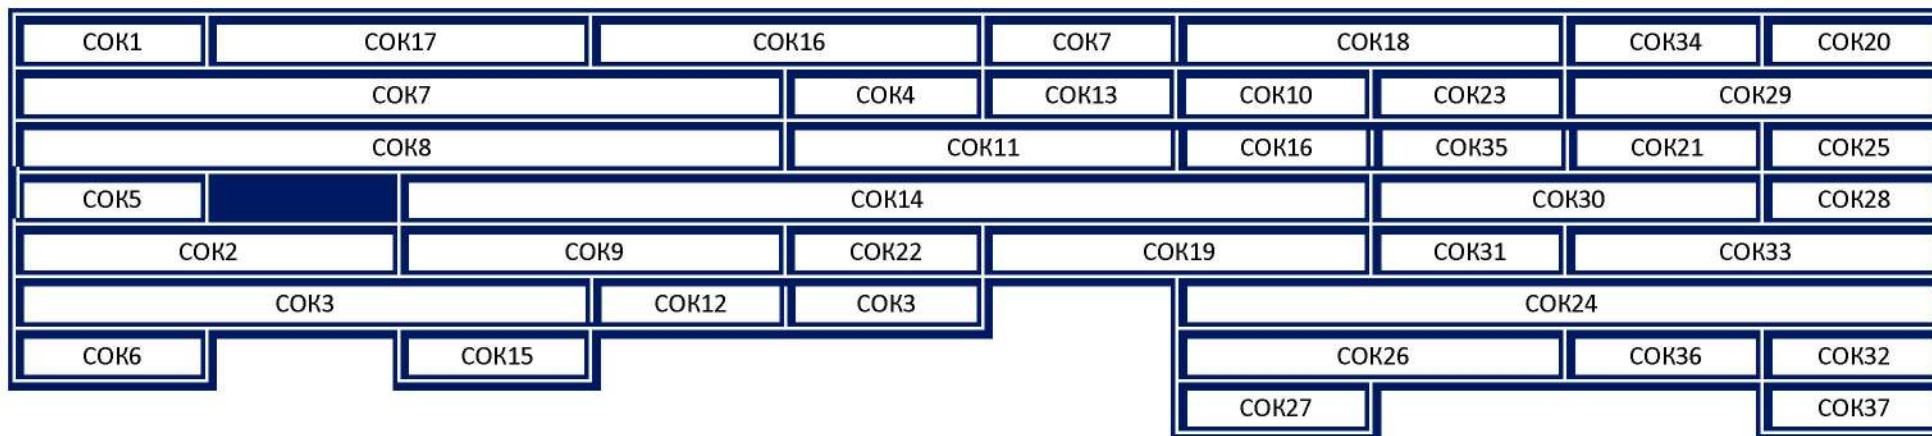 СОК1 СОК17 СОК16 СОК7 СОК18 СОК34 СОК20
СОК7 СОК4 СОК13 СОК10 СОК23 СОК29
СОК8 СОК11 СОК16 СОК35 СОК21 СОК25
СОК5 СОК14 СОК30 СОК28
СОК2 СОК9 СОК22 СОК19 СОК31 СОК33
СОК3 СОК12 СОК3 СОК24
СОК6 СОК15 СОК26 СОК36 СОК32
СОК27 СОК37